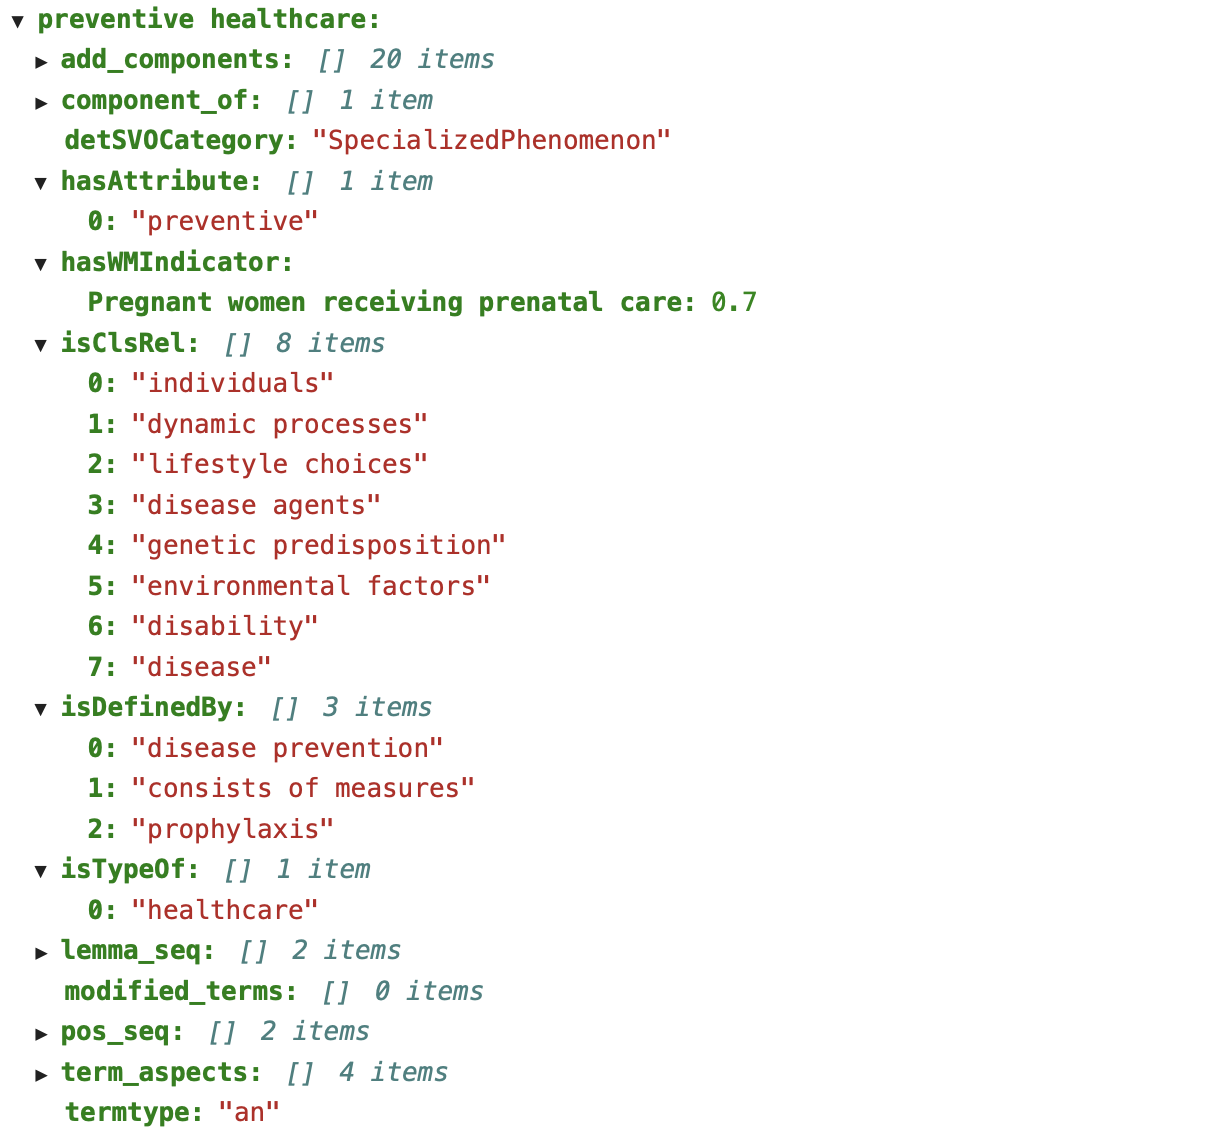 ▼ preventive healthcare:
▶ add_components: [] 20 items
▶ component_of: [] 1 item
detSVOCategory: "SpecializedPhenomenon"
▼ hasAttribute: [] 1 item
0: "preventive"
▼ hasWMIndicator:
Pregnant women receiving prenatal care: 0.7
▼ isClsRel: [] 8 items
0: "individuals"
1: "dynamic processes"
2: "lifestyle choices"
3: "disease agents"
4: "genetic predisposition"
5: "environmental factors"
6: "disability"
7: "disease"
▼ isDefinedBy: [] 3 items
0: "disease prevention"
1: "consists of measures"
2: "prophylaxis"
▼ isTypeOf: [] 1 item
0: "healthcare"
▶ lemma_seq: [] 2 items
modified_terms: [] 0 items
▶ pos_seq: [] 2 items
▶ term_aspects: [] 4 items
termtype: "an"